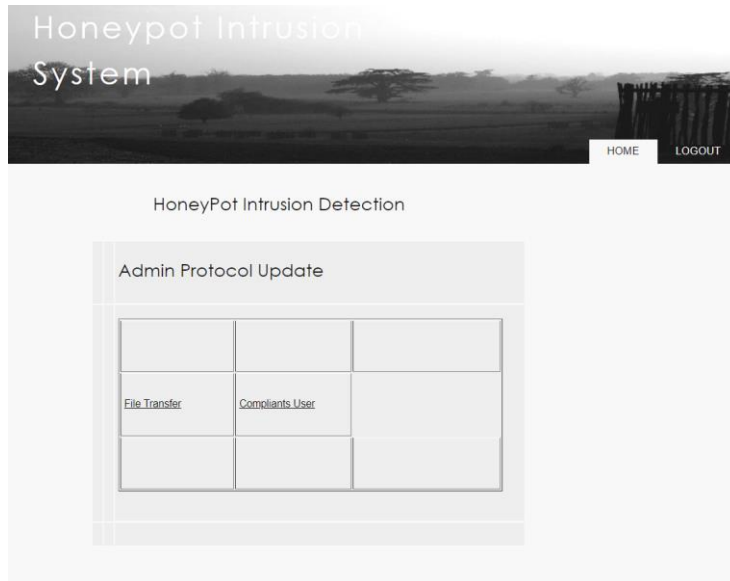 Honeypot Intrusion
System
HOME LOGOUT
HoneyPot Intrusion Detection
Admin Protocol Update
File Transfer Compliants User